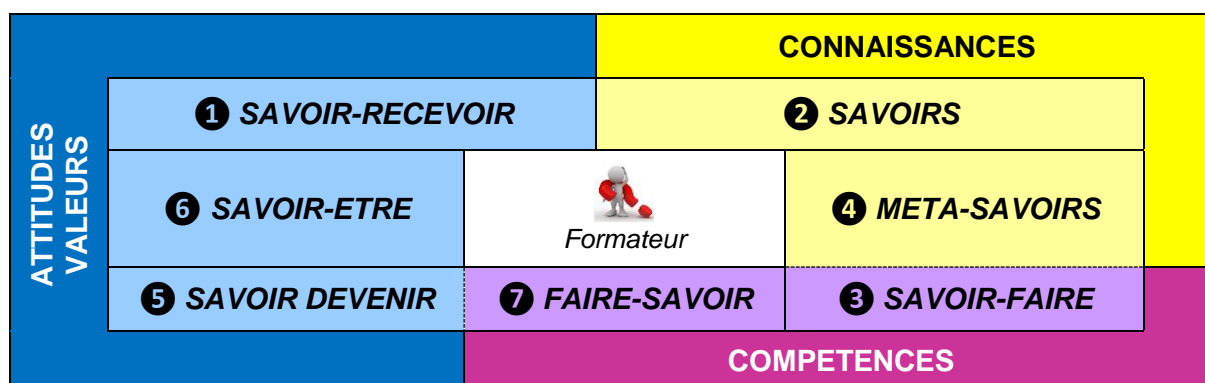 CONNAISSANCES
ATTITUDES
VALEURS
❶ SAVOIR-RECEVOIR
❷ SAVOIRS
❻ SAVOIR-ETRE
Formateur
❹ META-SAVOIRS
❺ SAVOIR DEVENIR
❼ FAIRE-SAVOIR
❸ SAVOIR-FAIRE
COMPETENCES